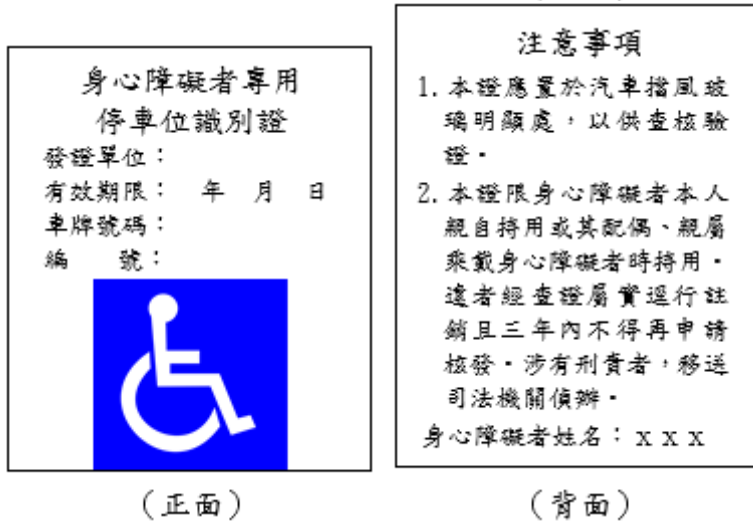 身心障礙者專用
停車位識別證
發證單位：
有效期限：　年　月　日
車牌號碼：
編　　號：
（正面）
注意事項
1. 本證應置於汽車擋風玻
璃明顯處，以供查核驗
證。
2. 本證限身心障礙者本人
親自持用或其配偶、親屬
乘載身心障礙者時持用。
違者經查證屬實逕行註
銷且三年內不得再申請
核發。涉有刑責者，移送
司法機關偵辦。
身心障礙者姓名：ｘｘｘ
（背面）